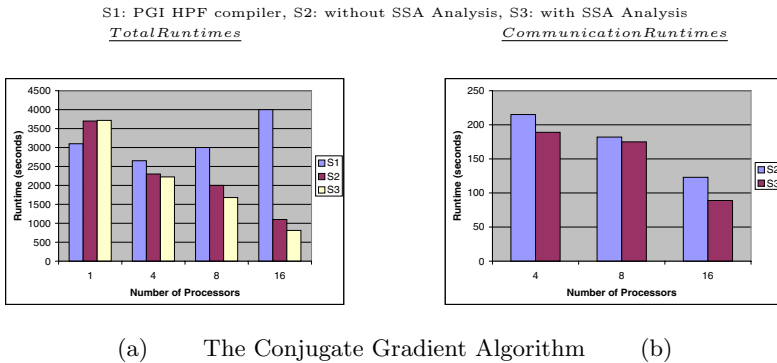 S1: PGI HPF compiler, S2: without SSA Analysis, S3: with SSA Analysis
TotalRuntimes CommunicationRuntimes
4500
4000
3500
3000
2500
2000
1500
1000
500
0
Runtime (seconds)
1 4 8 16
Number of Processors
S1
S2
S3
250
200
150
100
50
0
Runtime (seconds)
4 8 16
Number of Processors
S2
S3
(a) The Conjugate Gradient Algorithm (b)